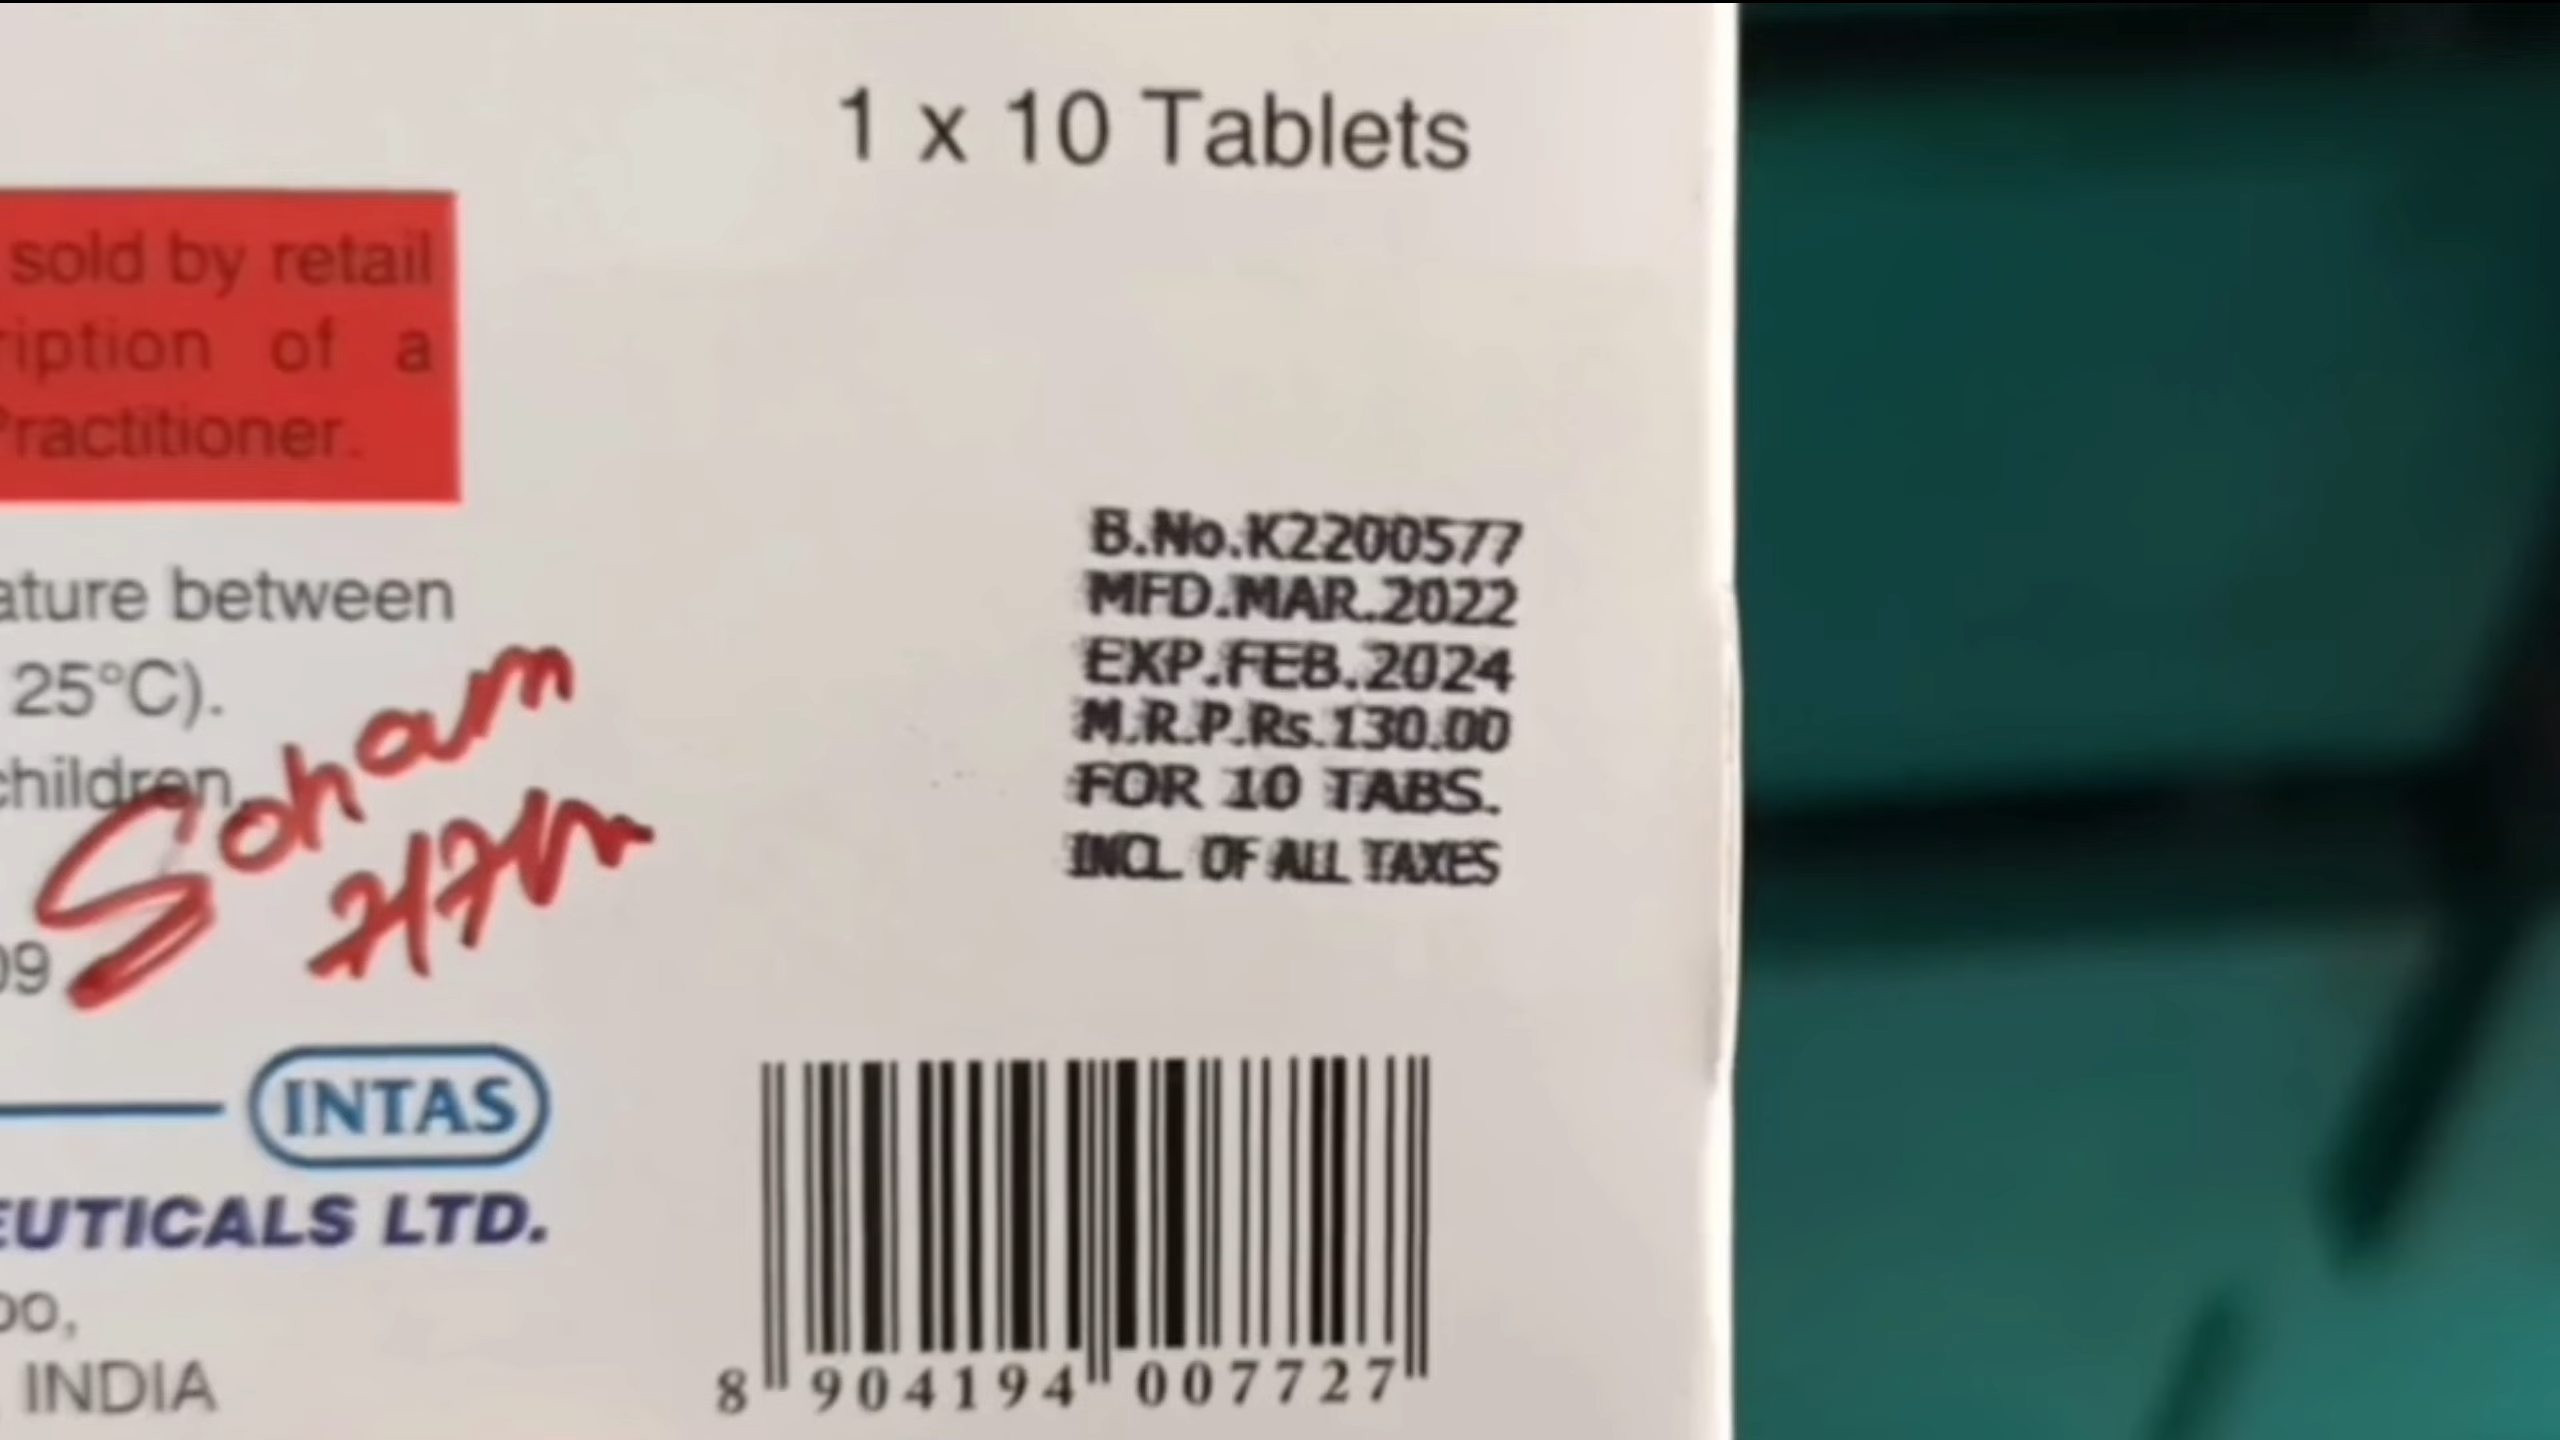 1 x 10 Tablets
sold by retail
ription of a
Practitioner.
B.No.K2200577
MFD.MAR.2022
EXP.FEB.2024
M.R.P.Rs.130.00
FOR 10 TABS.
INCL. OF ALL TAXES
ature between
25°C).
children.
Soham
09
INTAS
EUTICALS LTD.
oo,
INDIA
8 904194 007727